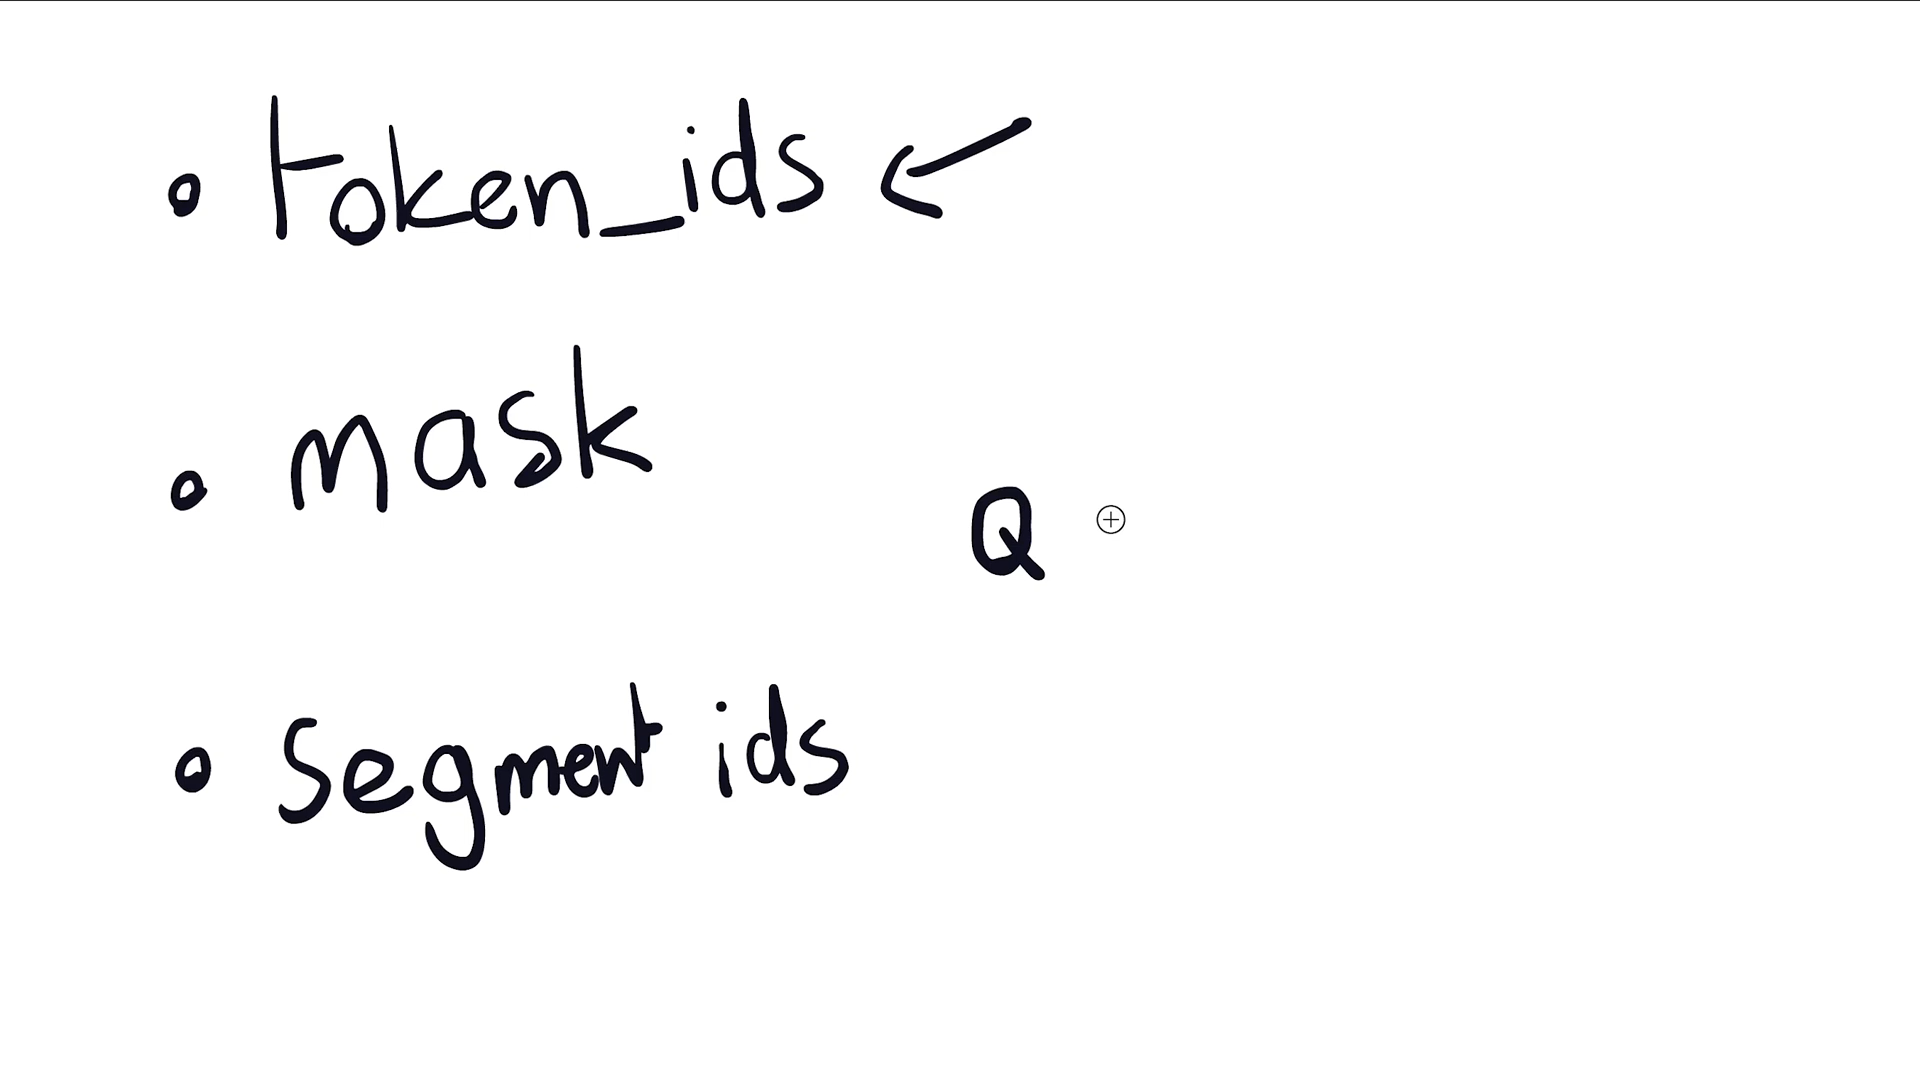 • token_ids ←
• mask
Q
• Segment ids